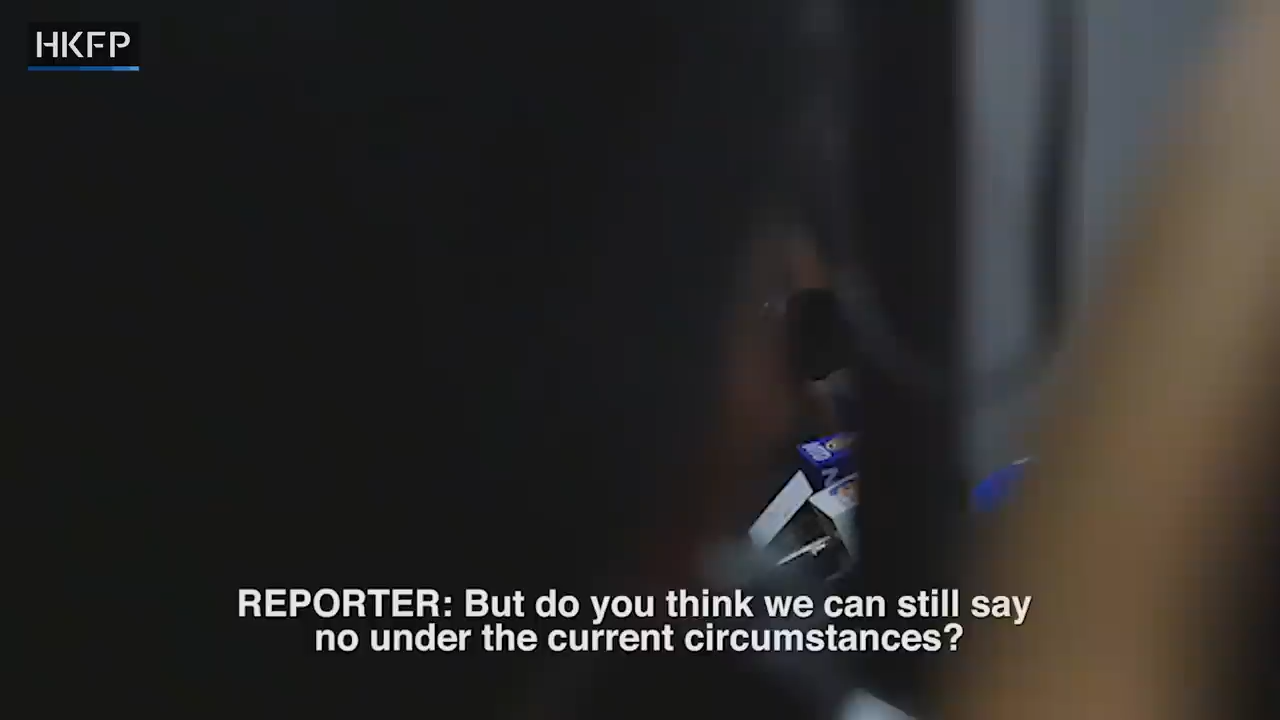 HKFP
REPORTER: But do you think we can still say
no under the current circumstances?